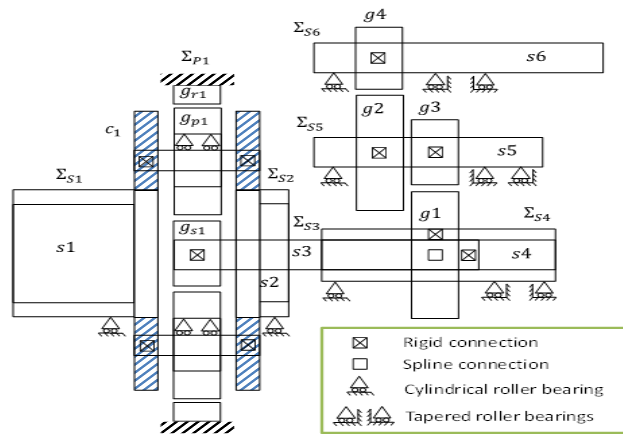 Σ_{S6}
g4
s6
Σ_{P1}
g_{r1}
g_{p1}
c_1
g2
g3
Σ_{S5}
s5
Σ_{S1}
Σ_{S2}
g_{s1}
Σ_{S3}
g1
Σ_{S4}
s1
s3
s4
s2
Rigid connection
Spline connection
Cylindrical roller bearing
Tapered roller bearings